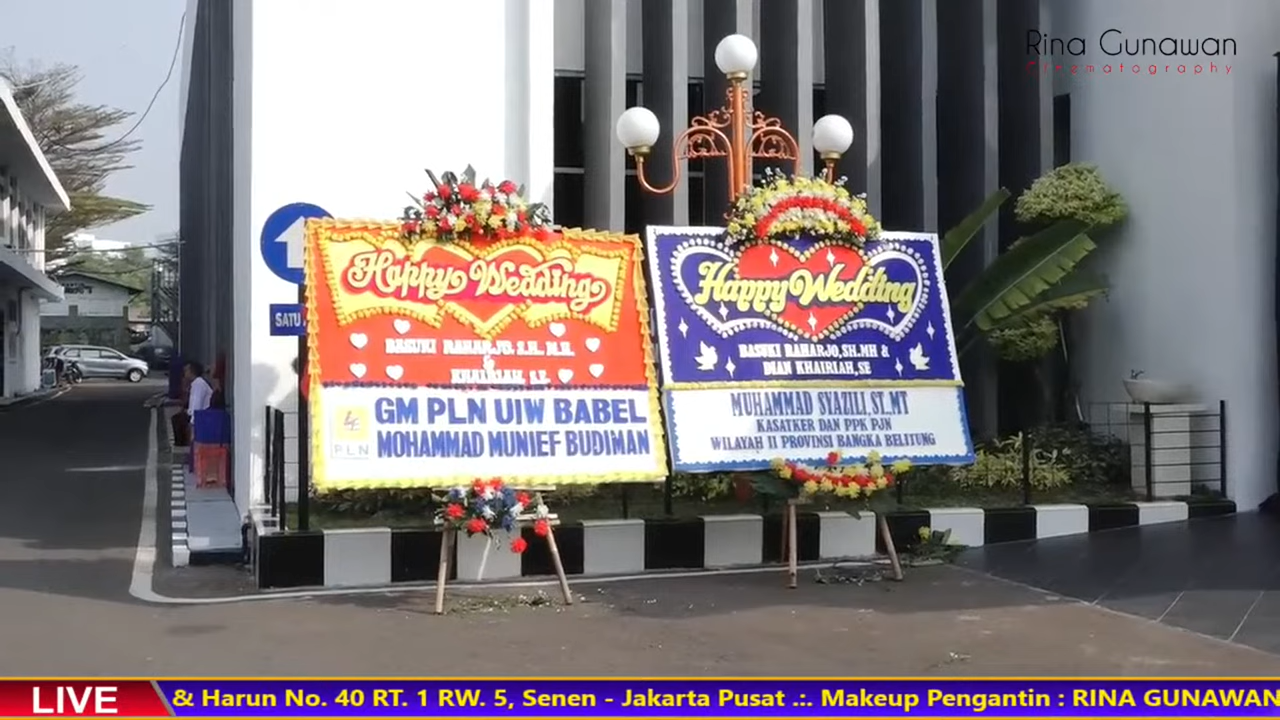 Rina Gunawan
Cinematography
SATU
Happy Wedding
BASUKI RAHARJO, S.H., M.H.
&
KHAIRIAH, S.E.
GM PLN UIW BABEL
MOHAMMAD MUNIEF BUDIMAN
PLN
Happy Wedding
BASUKI RAHARJO, SH.MH &
DIAN KHAIRIAH, SE
MUHAMMAD SYAZILI, ST., MT
KASATKER DAN PPK PJN
WILAYAH II PROVINSI BANGKA BELITUNG
LIVE
& Harun No. 40 RT. 1 RW. 5, Senen - Jakarta Pusat .:. Makeup Pengantin : RINA GUNAWAN